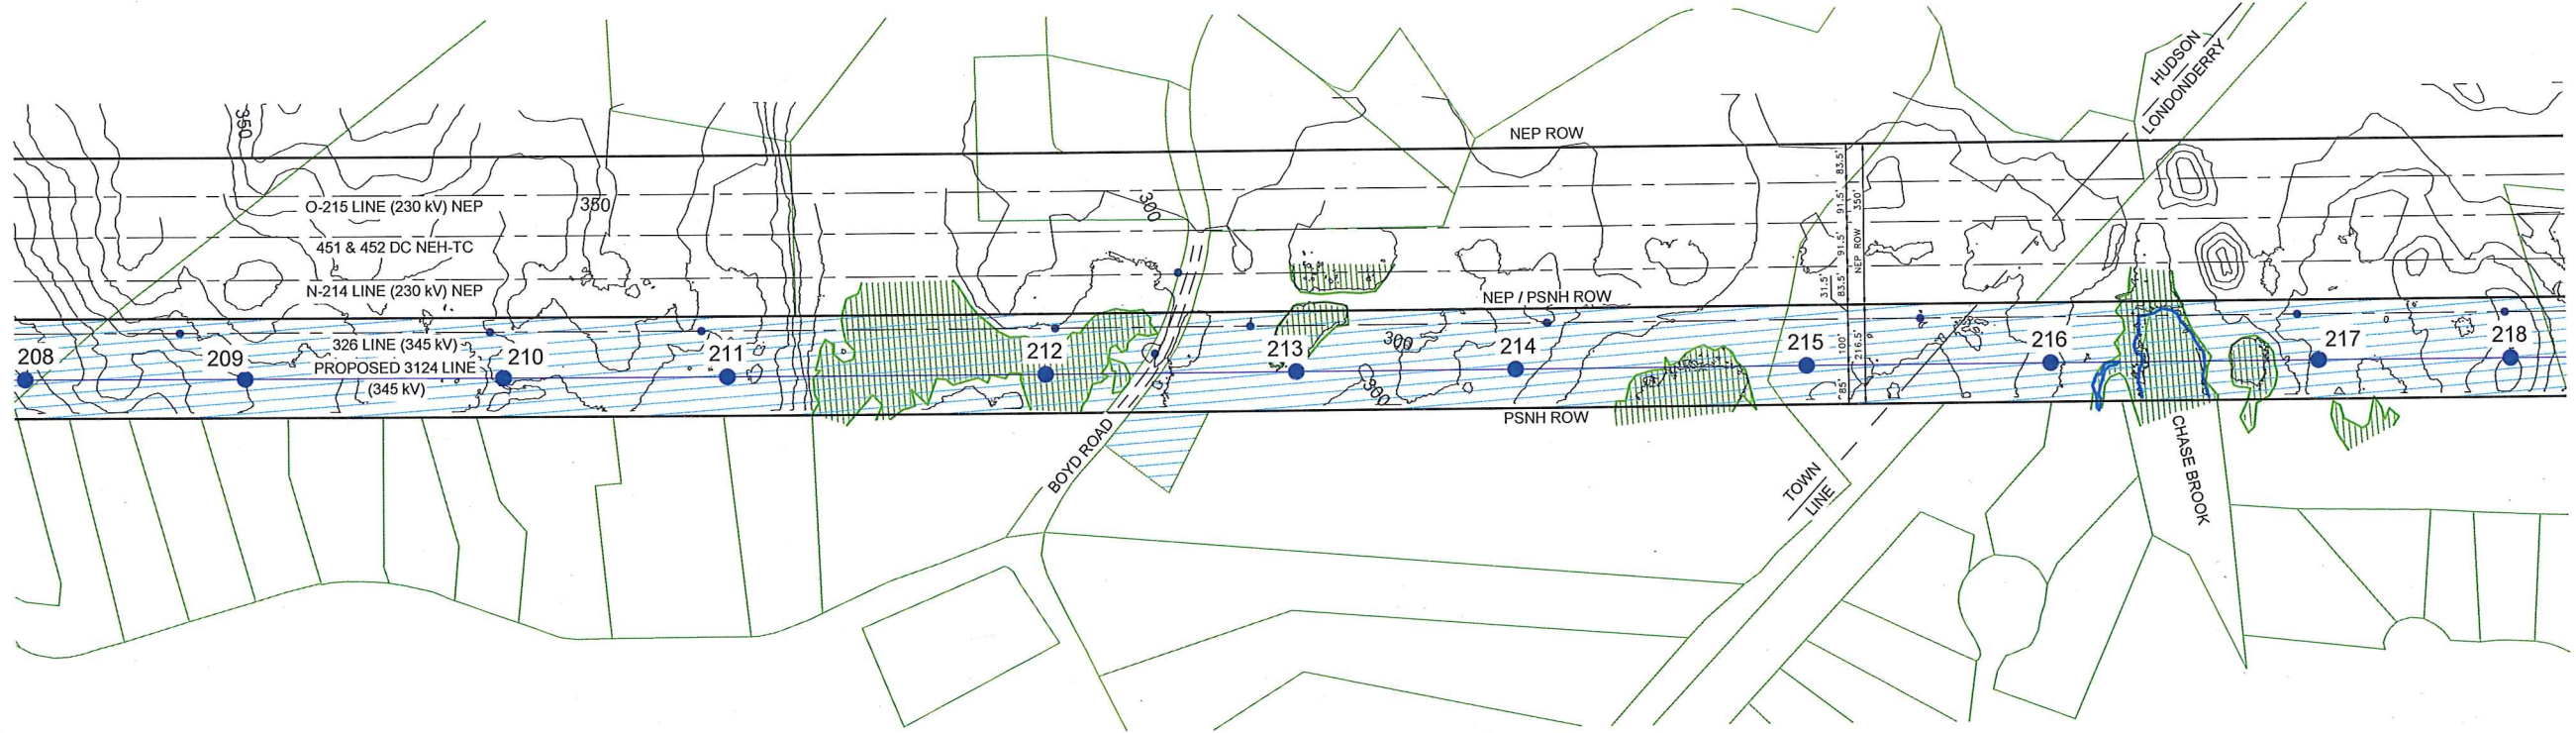 HUDSON
LONDONDERRY
350
NEP ROW
83.5'
350
O-215 LINE (230 kV) NEP
300
91.5'
350'
451 & 452 DC NEH-TC
91.5'
NEP ROW
N-214 LINE (230 kV) NEP
NEP / PSNH ROW
31.5'
83.5'
326 LINE (345 kV)
300
100'
216.5'
208
209
210
211
212
213
214
215
216
217
218
PROPOSED 3124 LINE
(345 kV)
300
85'
PSNH ROW
BOYD ROAD
TOWN
LINE
CHASE BROOK